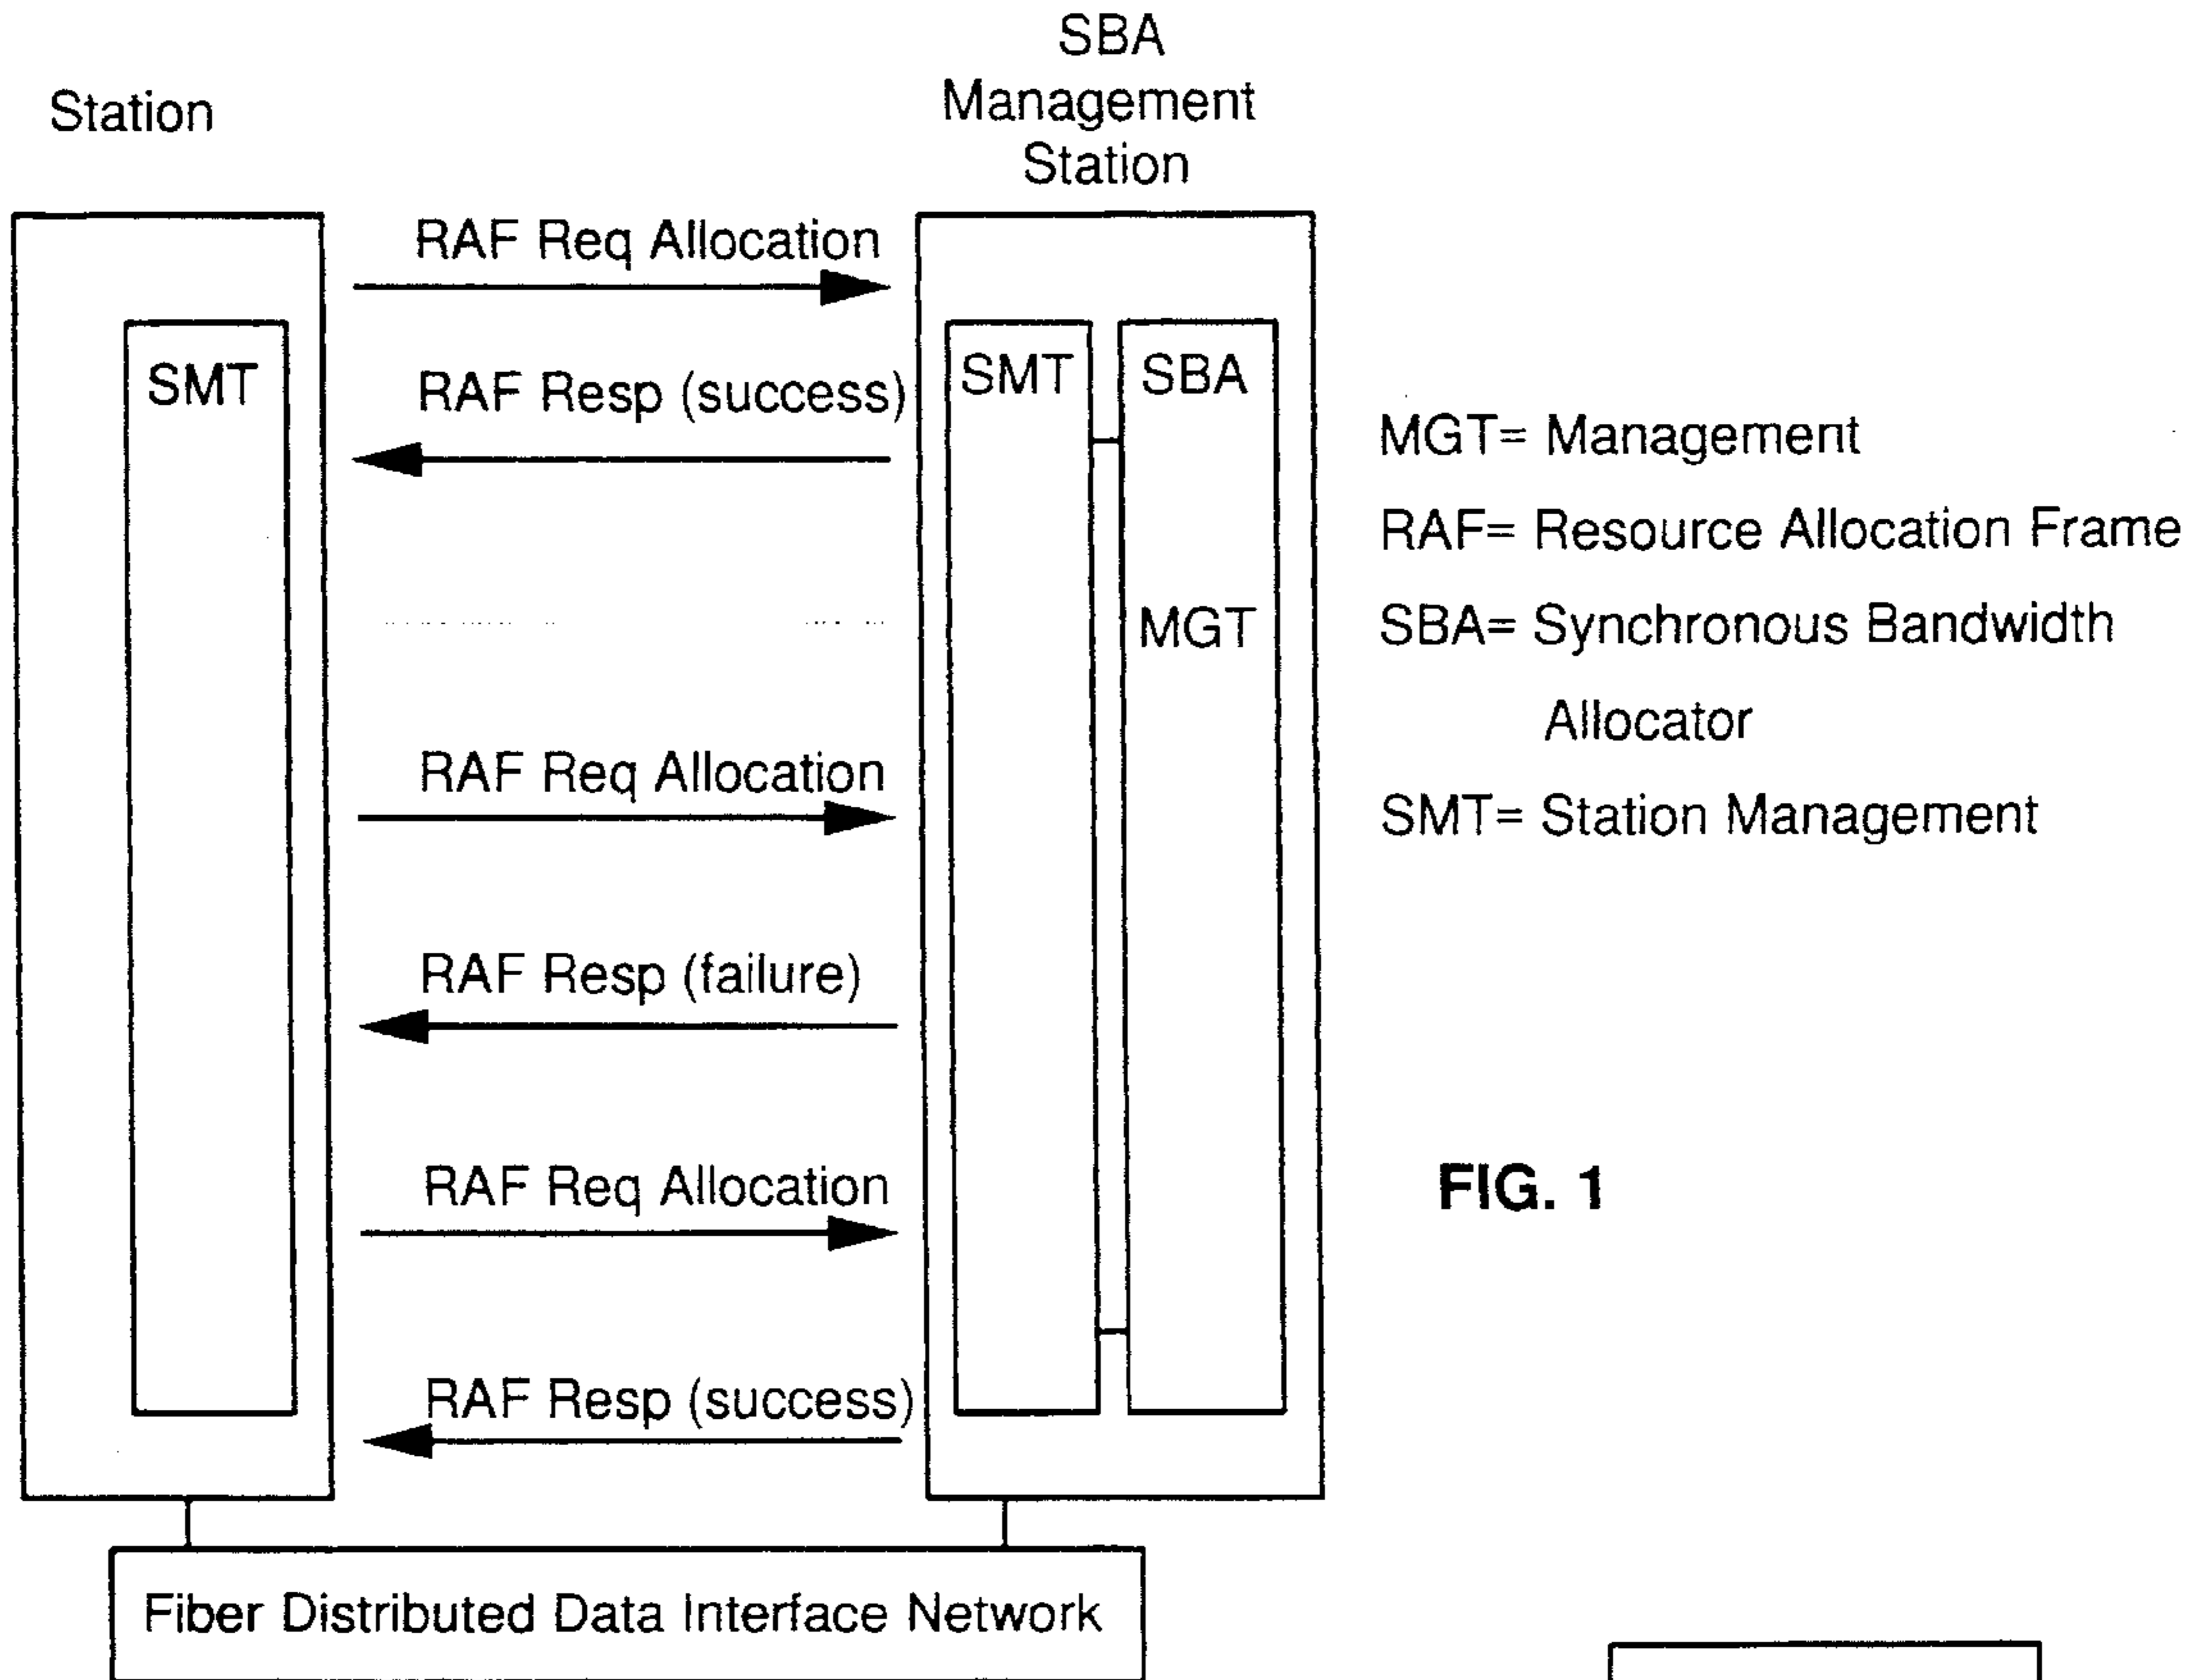 Station
SBA
Management
Station
RAF Req Allocation
SMT
RAF Resp (success)
SMT
SBA
MGT
RAF Req Allocation
RAF Resp (failure)
RAF Req Allocation
RAF Resp (success)
Fiber Distributed Data Interface Network
MGT= Management
RAF= Resource Allocation Frame
SBA= Synchronous Bandwidth
Allocator
SMT= Station Management
FIG. 1